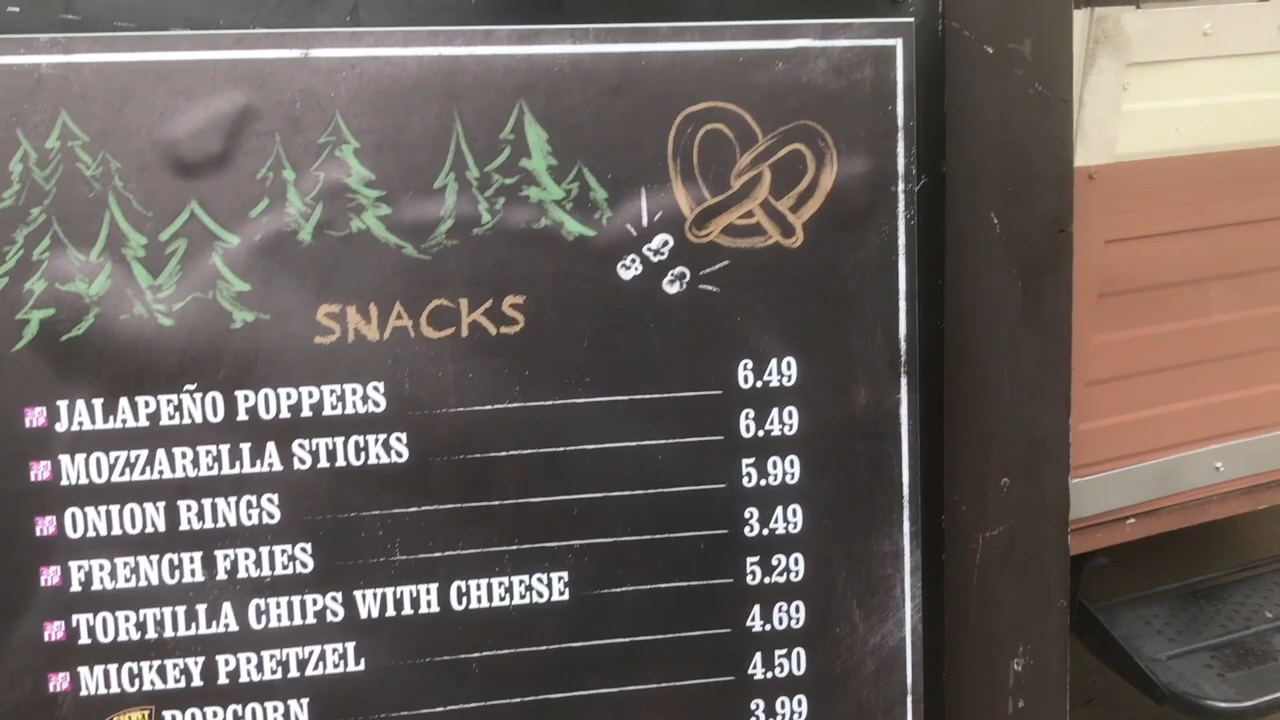 SNACKS
JALAPEÑO POPPERS 6.49
MOZZARELLA STICKS 6.49
ONION RINGS 5.99
FRENCH FRIES 3.49
TORTILLA CHIPS WITH CHEESE 5.29
MICKEY PRETZEL 4.69
POPCORN 4.50
3.99